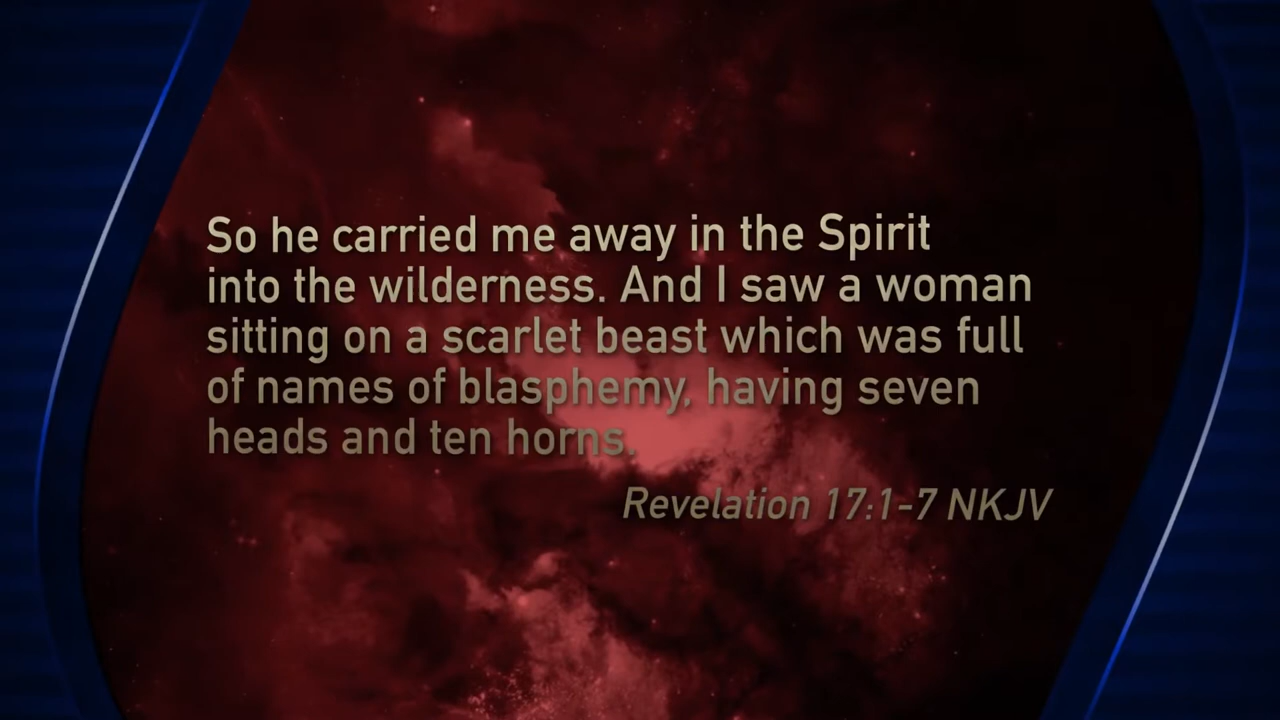 So he carried me away in the Spirit
into the wilderness. And I saw a woman
sitting on a scarlet beast which was full
of names of blasphemy, having seven
heads and ten horns.
Revelation 17:1-7 NKJV